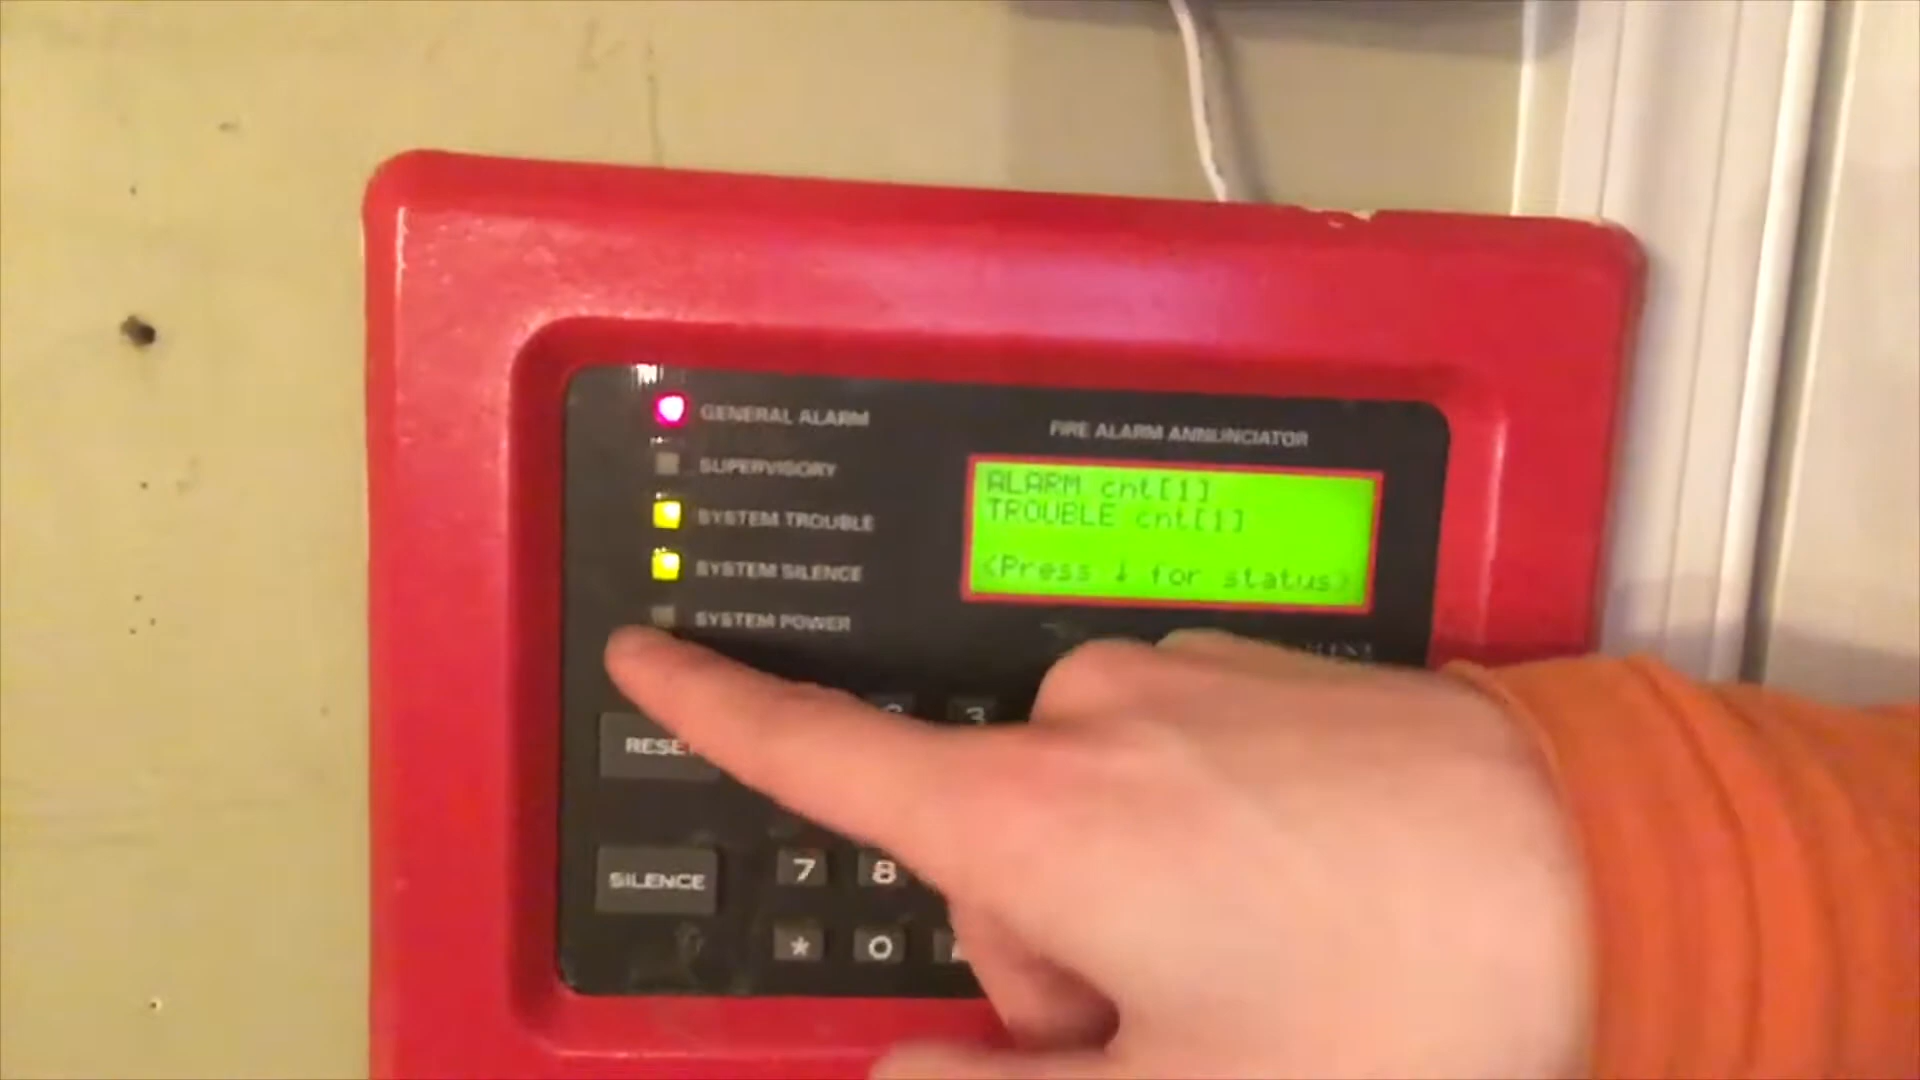 GENERAL ALARM
SUPERVISORY
SYSTEM TROUBLE
SYSTEM SILENCE
SYSTEM POWER
FIRE ALARM ANNUNCIATOR
ALARM cnt[1]
TROUBLE cnt[1]
<Press ↓ for status>
3
RESET
SILENCE
7 8
* 0